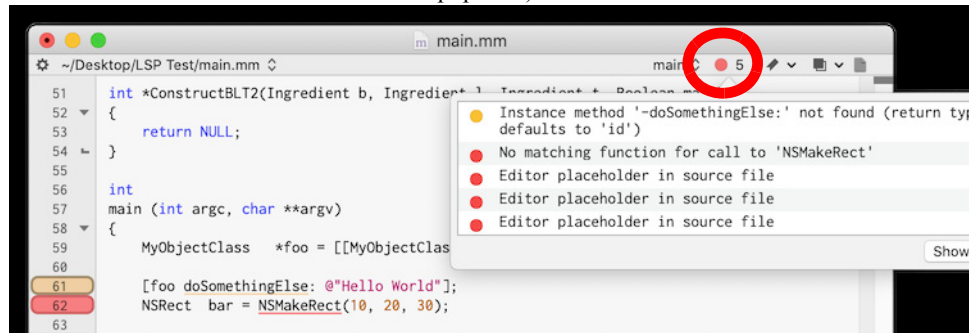 main.mm
~/Desktop/LSP Test/main.mm main 5
51 int *ConstructBLT2(Ingredient b, Ingredient l, Ingredient t, Boolean
52 {
53 return NULL;
54 }
55
56 int
57 main (int argc, char **argv)
58 {
59 MyObjectClass *foo = [[MyObjectClas
60
61 [foo doSomethingElse: @"Hello World"];
62 NSRect bar = NSMakeRect(10, 20, 30);
63
Instance method '-doSomethingElse:' not found (return typ
defaults to 'id')
No matching function for call to 'NSMakeRect'
Editor placeholder in source file
Editor placeholder in source file
Editor placeholder in source file
Show